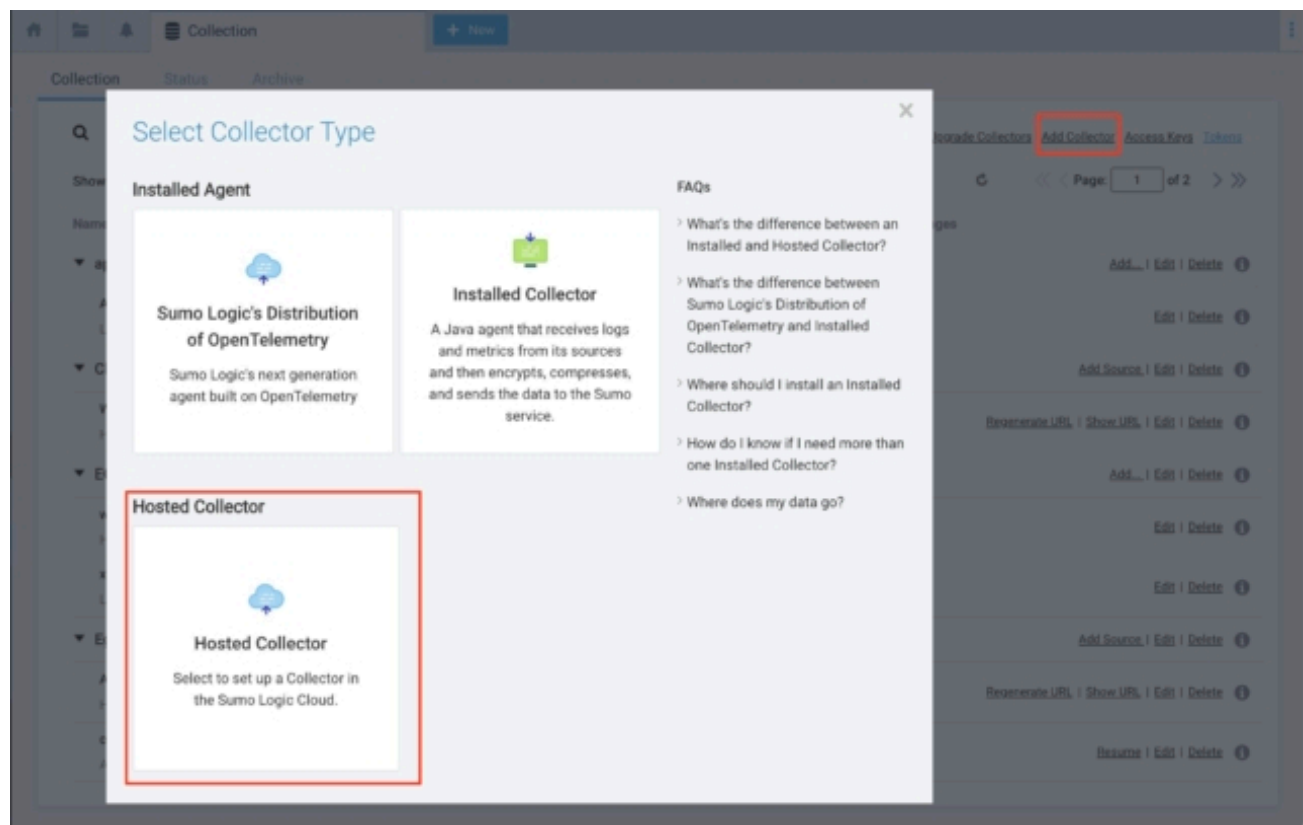 Collection
+ New
Collection Status Archive
Select Collector Type
Upgrade Collectors Add Collector Access Keys Tokens
Show
Page: 1 of 2
Name
Installed Agent
Sumo Logic's Distribution
of OpenTelemetry
Sumo Logic's next generation
agent built on OpenTelemetry
Installed Collector
A Java agent that receives logs
and metrics from its sources
and then encrypts, compresses,
and sends the data to the Sumo
service.
FAQs
What's the difference between an
Installed and Hosted Collector?
What's the difference between
Sumo Logic's Distribution of
OpenTelemetry and Installed
Collector?
Where should I install an Installed
Collector?
How do I know if I need more than
one Installed Collector?
Where does my data go?
Hosted Collector
Hosted Collector
Select to set up a Collector in
the Sumo Logic Cloud.
Add... | Edit | Delete
Edit | Delete
Add Source | Edit | Delete
Regenerate URL | Show URL | Edit | Delete
Add... | Edit | Delete
Edit | Delete
Edit | Delete
Add Source | Edit | Delete
Regenerate URL | Show URL | Edit | Delete
Resume | Edit | Delete